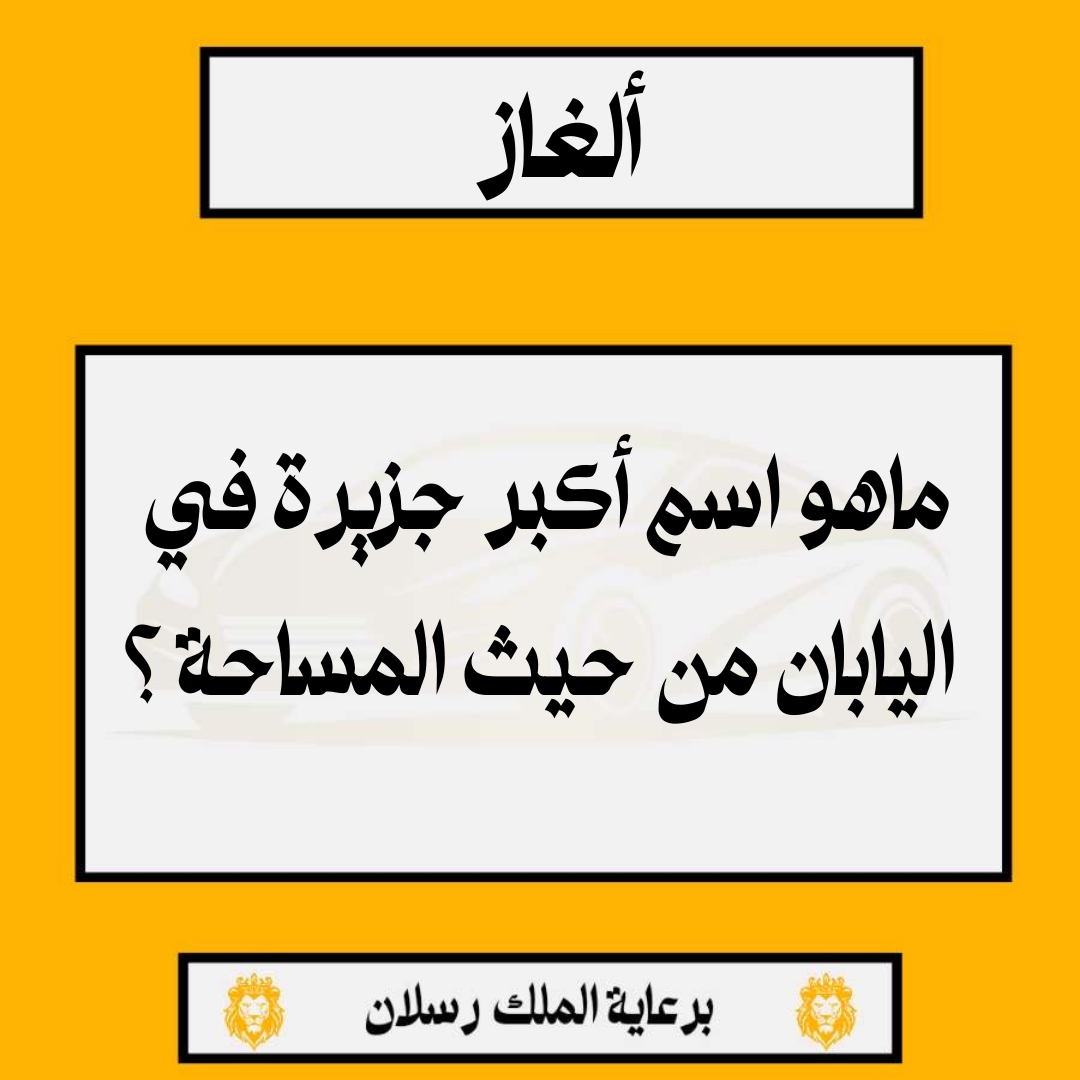 ألغاز
ماهو اسم أكبر جزيرة في
اليابان من حيث المساحة ؟
برعاية الملك رسلان